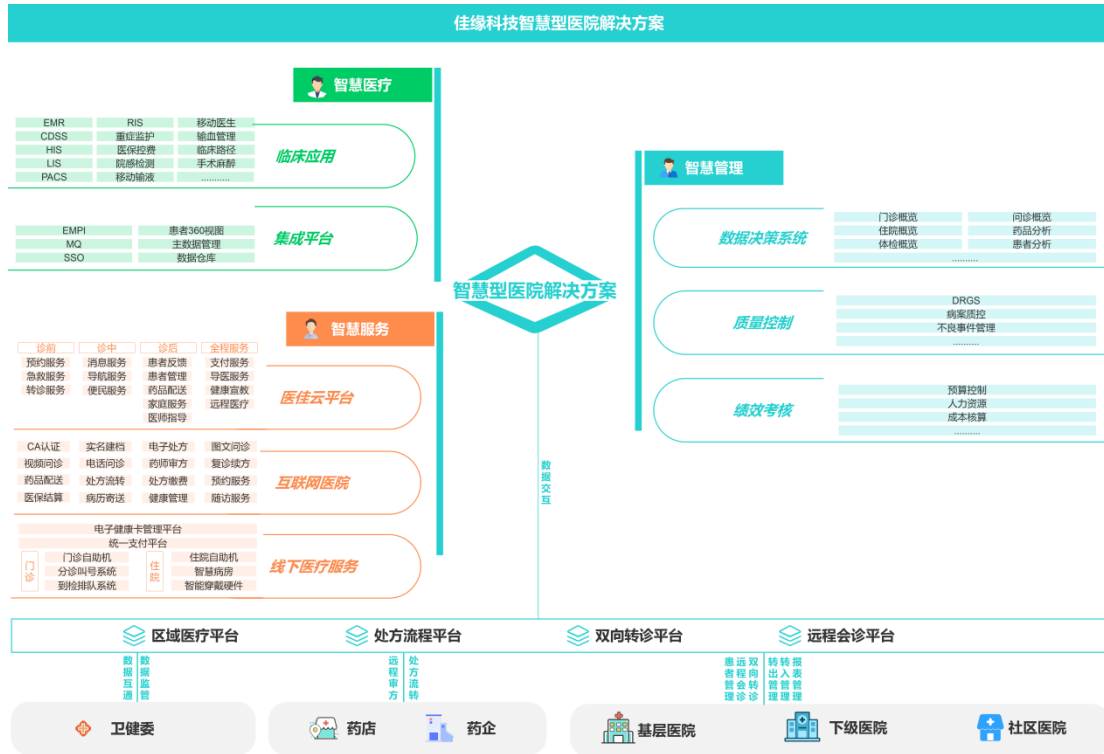 佳缘科技智慧型医院解决方案
智慧医疗
EMR RIS 移动医生
CDSS 重症监护 输血管理
HIS 医保控费 临床路径
LIS 院感检测 手术麻醉
PACS 移动输液 ...........
临床应用
EMPI 患者360视图
MQ 主数据管理
SSO 数据仓库
集成平台
智慧管理
数据决策系统
门诊概览 问诊概览
住院概览 药品分析
体检概览 患者分析
..........
质量控制
DRGS
病案质控
不良事件管理
..........
绩效考核
预算控制
人力资源
成本核算
..........
智慧型医院解决方案
智慧服务
诊前 诊中 诊后 全程服务
预约服务 消息服务 患者反馈 支付服务
急救服务 导航服务 患者管理 导医服务
转诊服务 便民服务 药品配送 健康宣教
家庭服务 远程医疗
医师指导
医佳云平台
CA认证 实名建档 电子处方 图文问诊
视频问诊 电话问诊 药师审方 复诊续方
药品配送 处方流转 处方缴费 预约服务
医保结算 病历寄送 健康管理 随访服务
互联网医院
电子健康卡管理平台
统一支付平台
门诊
门诊自助机
分诊叫号系统
到检排队系统
住院
住院自助机
智慧病房
智能穿戴硬件
线下医疗服务
数据交互
区域医疗平台 处方流程平台 双向转诊平台 远程会诊平台
数据互通
数据监管
远程审方
处方流转
患者管理
远程会诊
双向转诊
转出管理
转入管理
报表管理
卫健委 药店 药企 基层医院 下级医院 社区医院